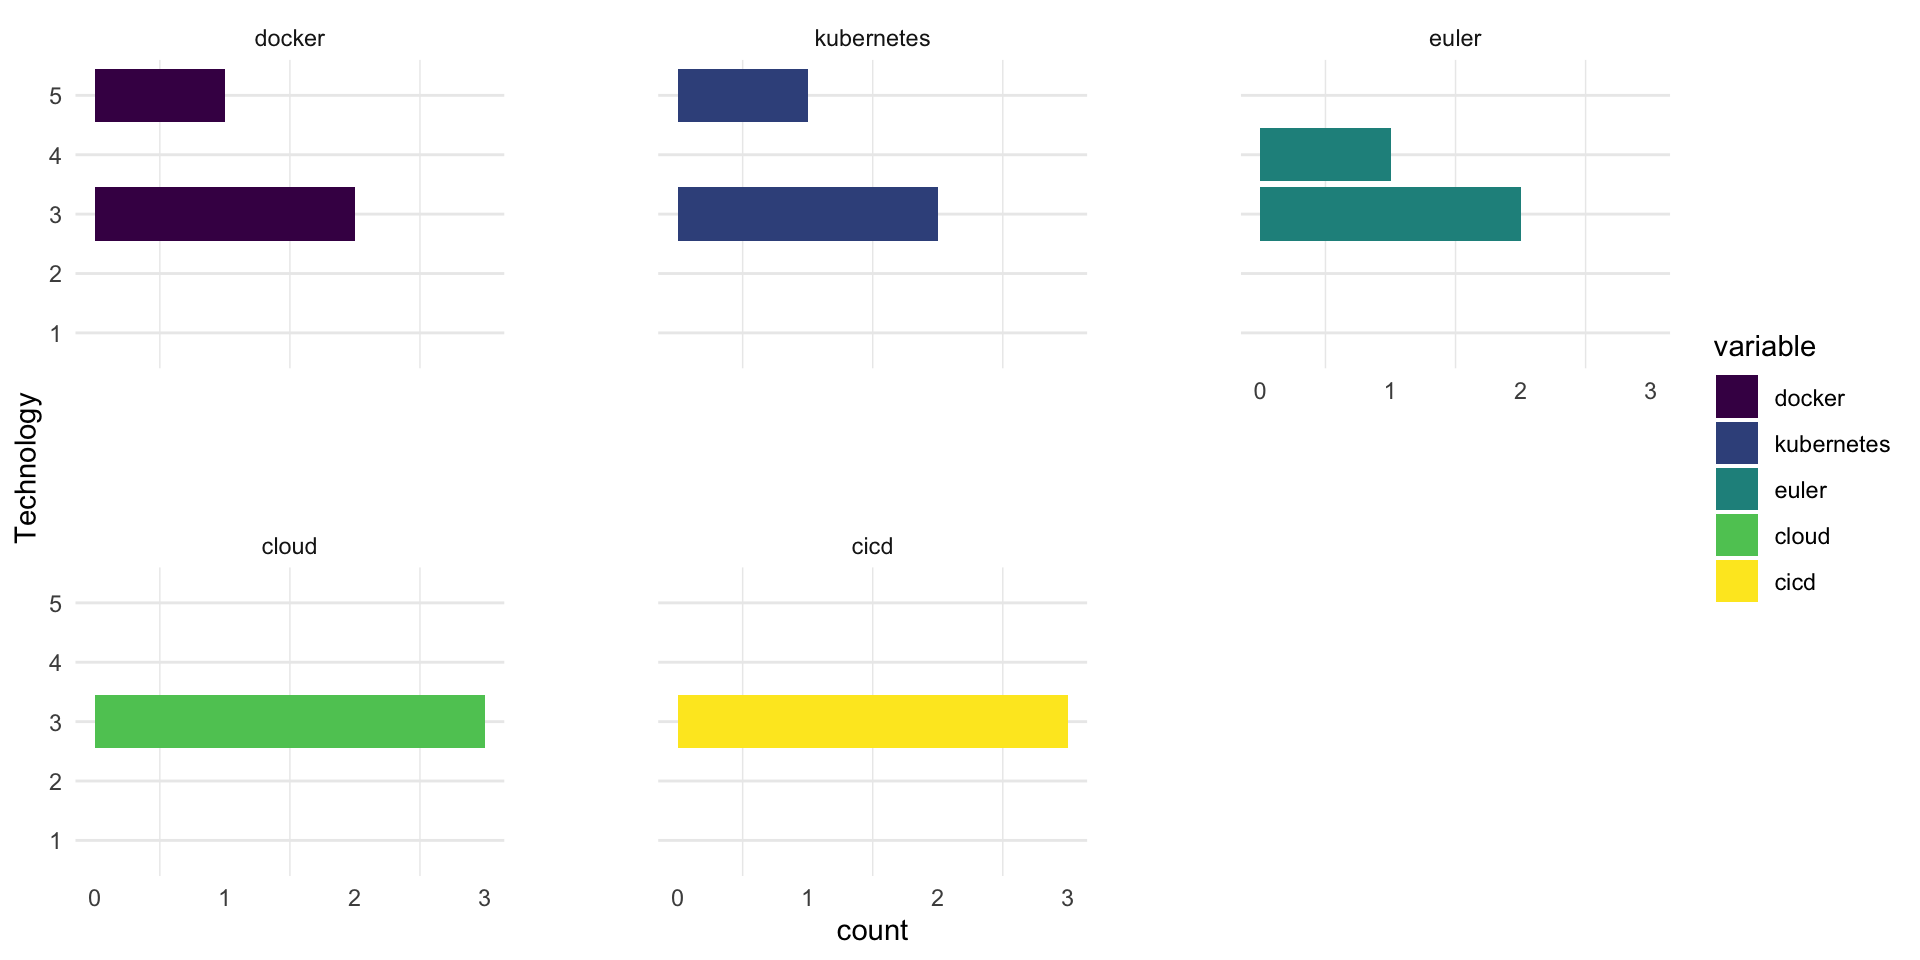 docker
kubernetes
euler
5
4
3
2
1
0 1 2 3
variable
docker
kubernetes
euler
cloud
cicd
Technology
cloud
cicd
5
4
3
2
1
0 1 2 3
0 1 2 3
count